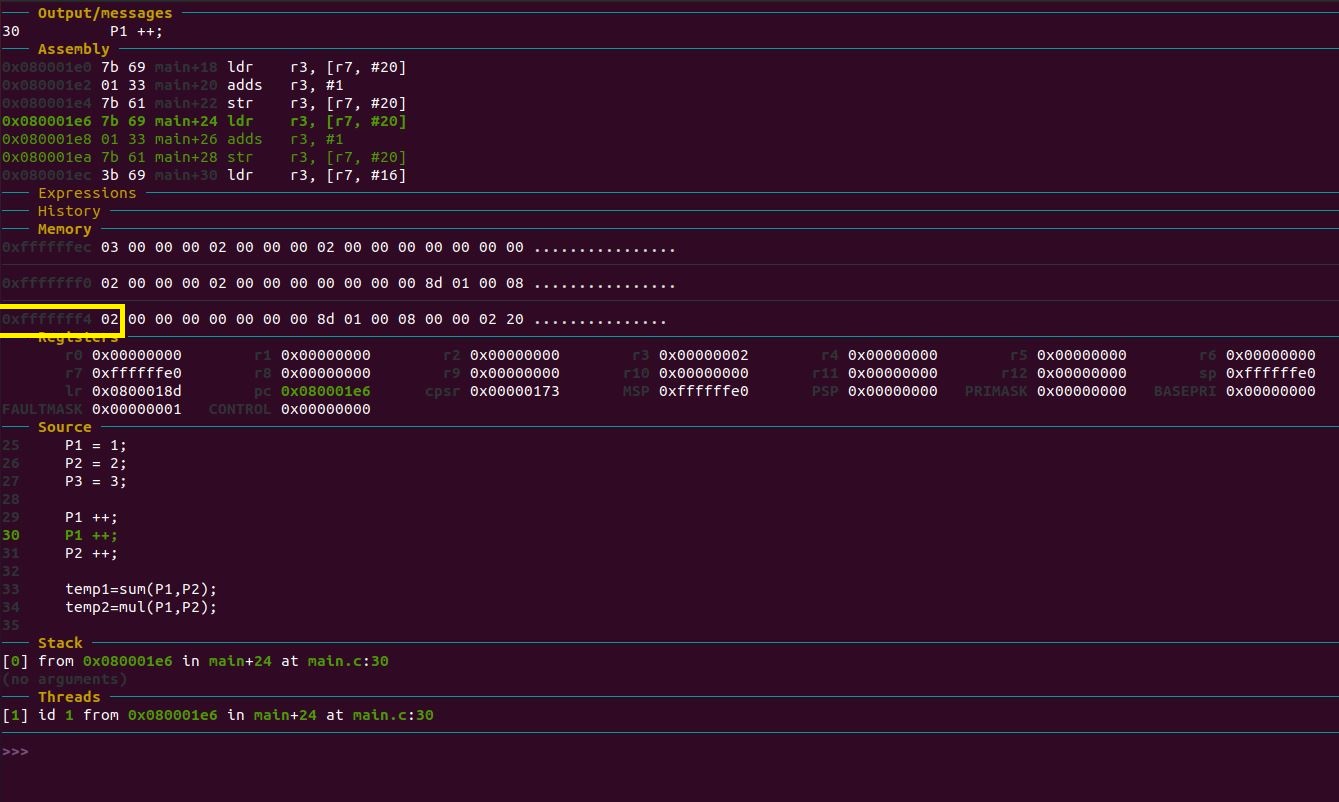 Output/messages
30          P1 ++;
Assembly
0x080001e0 7b 69 main+18 ldr    r3, [r7, #20]
0x080001e2 01 33 main+20 adds   r3, #1
0x080001e4 7b 61 main+22 str    r3, [r7, #20]
0x080001e6 7b 69 main+24 ldr    r3, [r7, #20]
0x080001e8 01 33 main+26 adds   r3, #1
0x080001ea 7b 61 main+28 str    r3, [r7, #20]
0x080001ec 3b 69 main+30 ldr    r3, [r7, #16]
Expressions
History
Memory
0xffffffec 03 00 00 00 02 00 00 00 02 00 00 00 00 00 00 00 ................
0xfffffff0 02 00 00 00 02 00 00 00 00 00 00 00 8d 01 00 08 ................
0xfffffff4 02 00 00 00 00 00 00 00 8d 01 00 08 00 00 02 20 ...............
Registers
r0 0x00000000 r1 0x00000000 r2 0x00000000 r3 0x00000002 r4 0x00000000 r5 0x00000000 r6 0x00000000
r7 0xffffffe0 r8 0x00000000 r9 0x00000000 r10 0x00000000 r11 0x00000000 r12 0x00000000 sp 0xffffffe0
lr 0x0800018d pc 0x080001e6 cpsr 0x00000173 MSP 0xffffffe0 PSP 0x00000000 PRIMASK 0x00000000 BASEPRI 0x00000000
FAULTMASK 0x00000001 CONTROL 0x00000000
Source
25     P1 = 1;
26     P2 = 2;
27     P3 = 3;
28
29     P1 ++;
30     P1 ++;
31     P2 ++;
32
33     temp1=sum(P1,P2);
34     temp2=mul(P1,P2);
35
Stack
[0] from 0x080001e6 in main+24 at main.c:30
(no arguments)
Threads
[1] id 1 from 0x080001e6 in main+24 at main.c:30
>>>